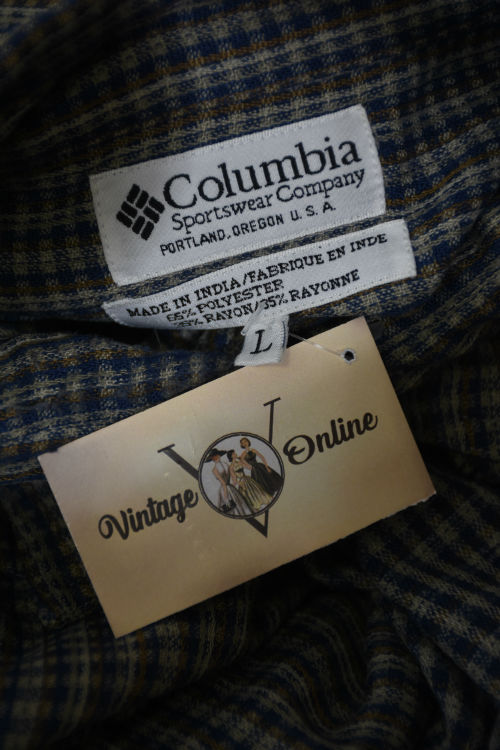 Columbia
Sportswear Company
PORTLAND, OREGON U. S. A.
MADE IN INDIA/FABRIQUE EN INDE
65% POLYESTER
35% RAYON/35% RAYONNE
L
Vintage V Online